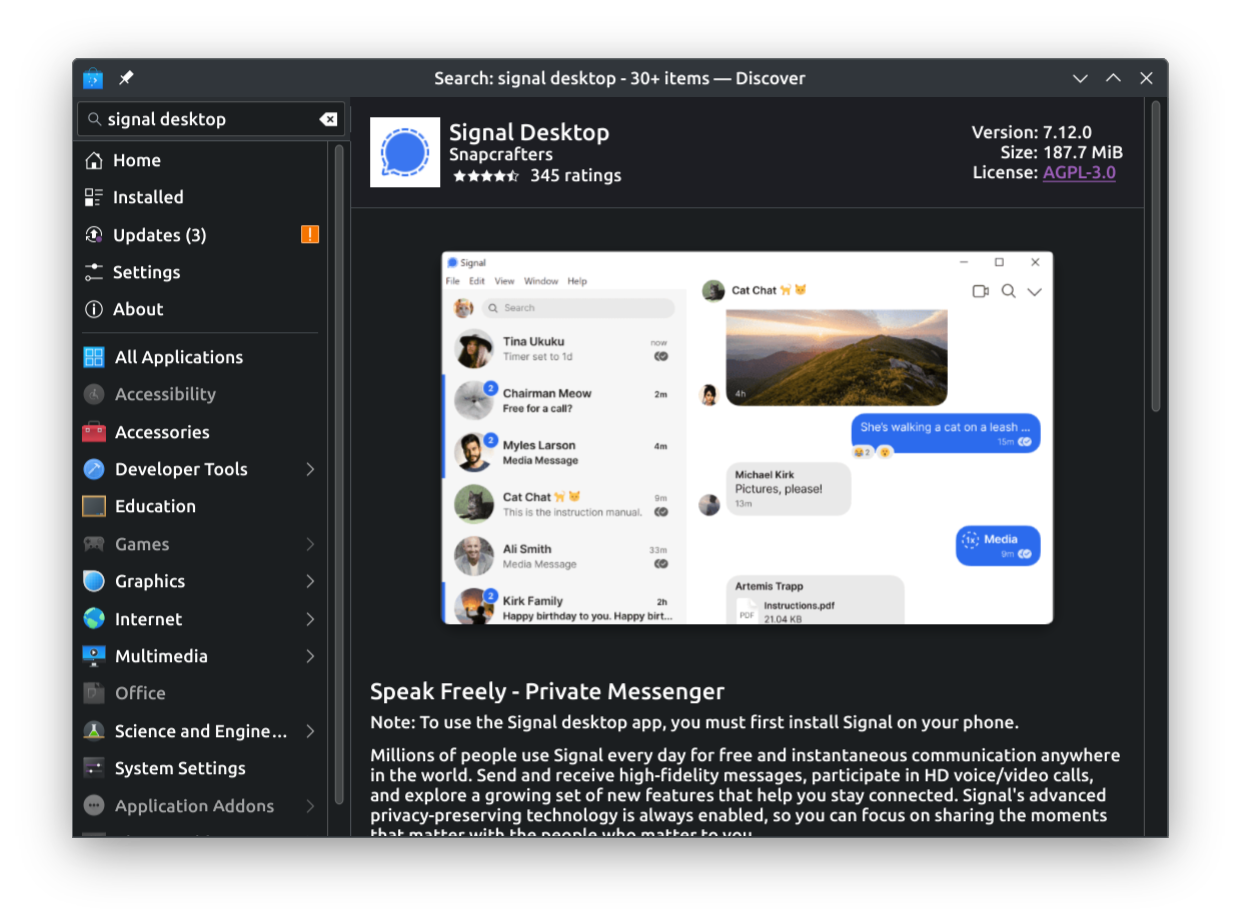 Search: signal desktop - 30+ items — Discover
signal desktop
Home
Installed
Updates (3)
Settings
About
All Applications
Accessibility
Accessories
Developer Tools
Education
Games
Graphics
Internet
Multimedia
Office
Science and Engine...
System Settings
Application Addons
Signal Desktop
Snapcrafters
345 ratings
Version: 7.12.0
Size: 187.7 MiB
License: AGPL-3.0
Signal
File Edit View Window Help
Search
Tina Ukuku now
Timer set to 1d
2
Chairman Meow 2m
Free for a call?
2
Myles Larson 4m
Media Message
Cat Chat 🐈 😸 9m
This is the instruction manual.
Ali Smith 33m
Media Message
2
Kirk Family 2h
Happy birthday to you. Happy birt...
Cat Chat 🐈 😸
4h
She's walking a cat on a leash ...
15m
😂 2 😮
Michael Kirk
Pictures, please!
13m
1x Media
9m
Artemis Trapp
PDF Instructions.pdf
21.04 KB
Speak Freely - Private Messenger
Note: To use the Signal desktop app, you must first install Signal on your phone.
Millions of people use Signal every day for free and instantaneous communication anywhere
in the world. Send and receive high-fidelity messages, participate in HD voice/video calls,
and explore a growing set of new features that help you stay connected. Signal's advanced
privacy-preserving technology is always enabled, so you can focus on sharing the moments
that matter with the people who matter to you.